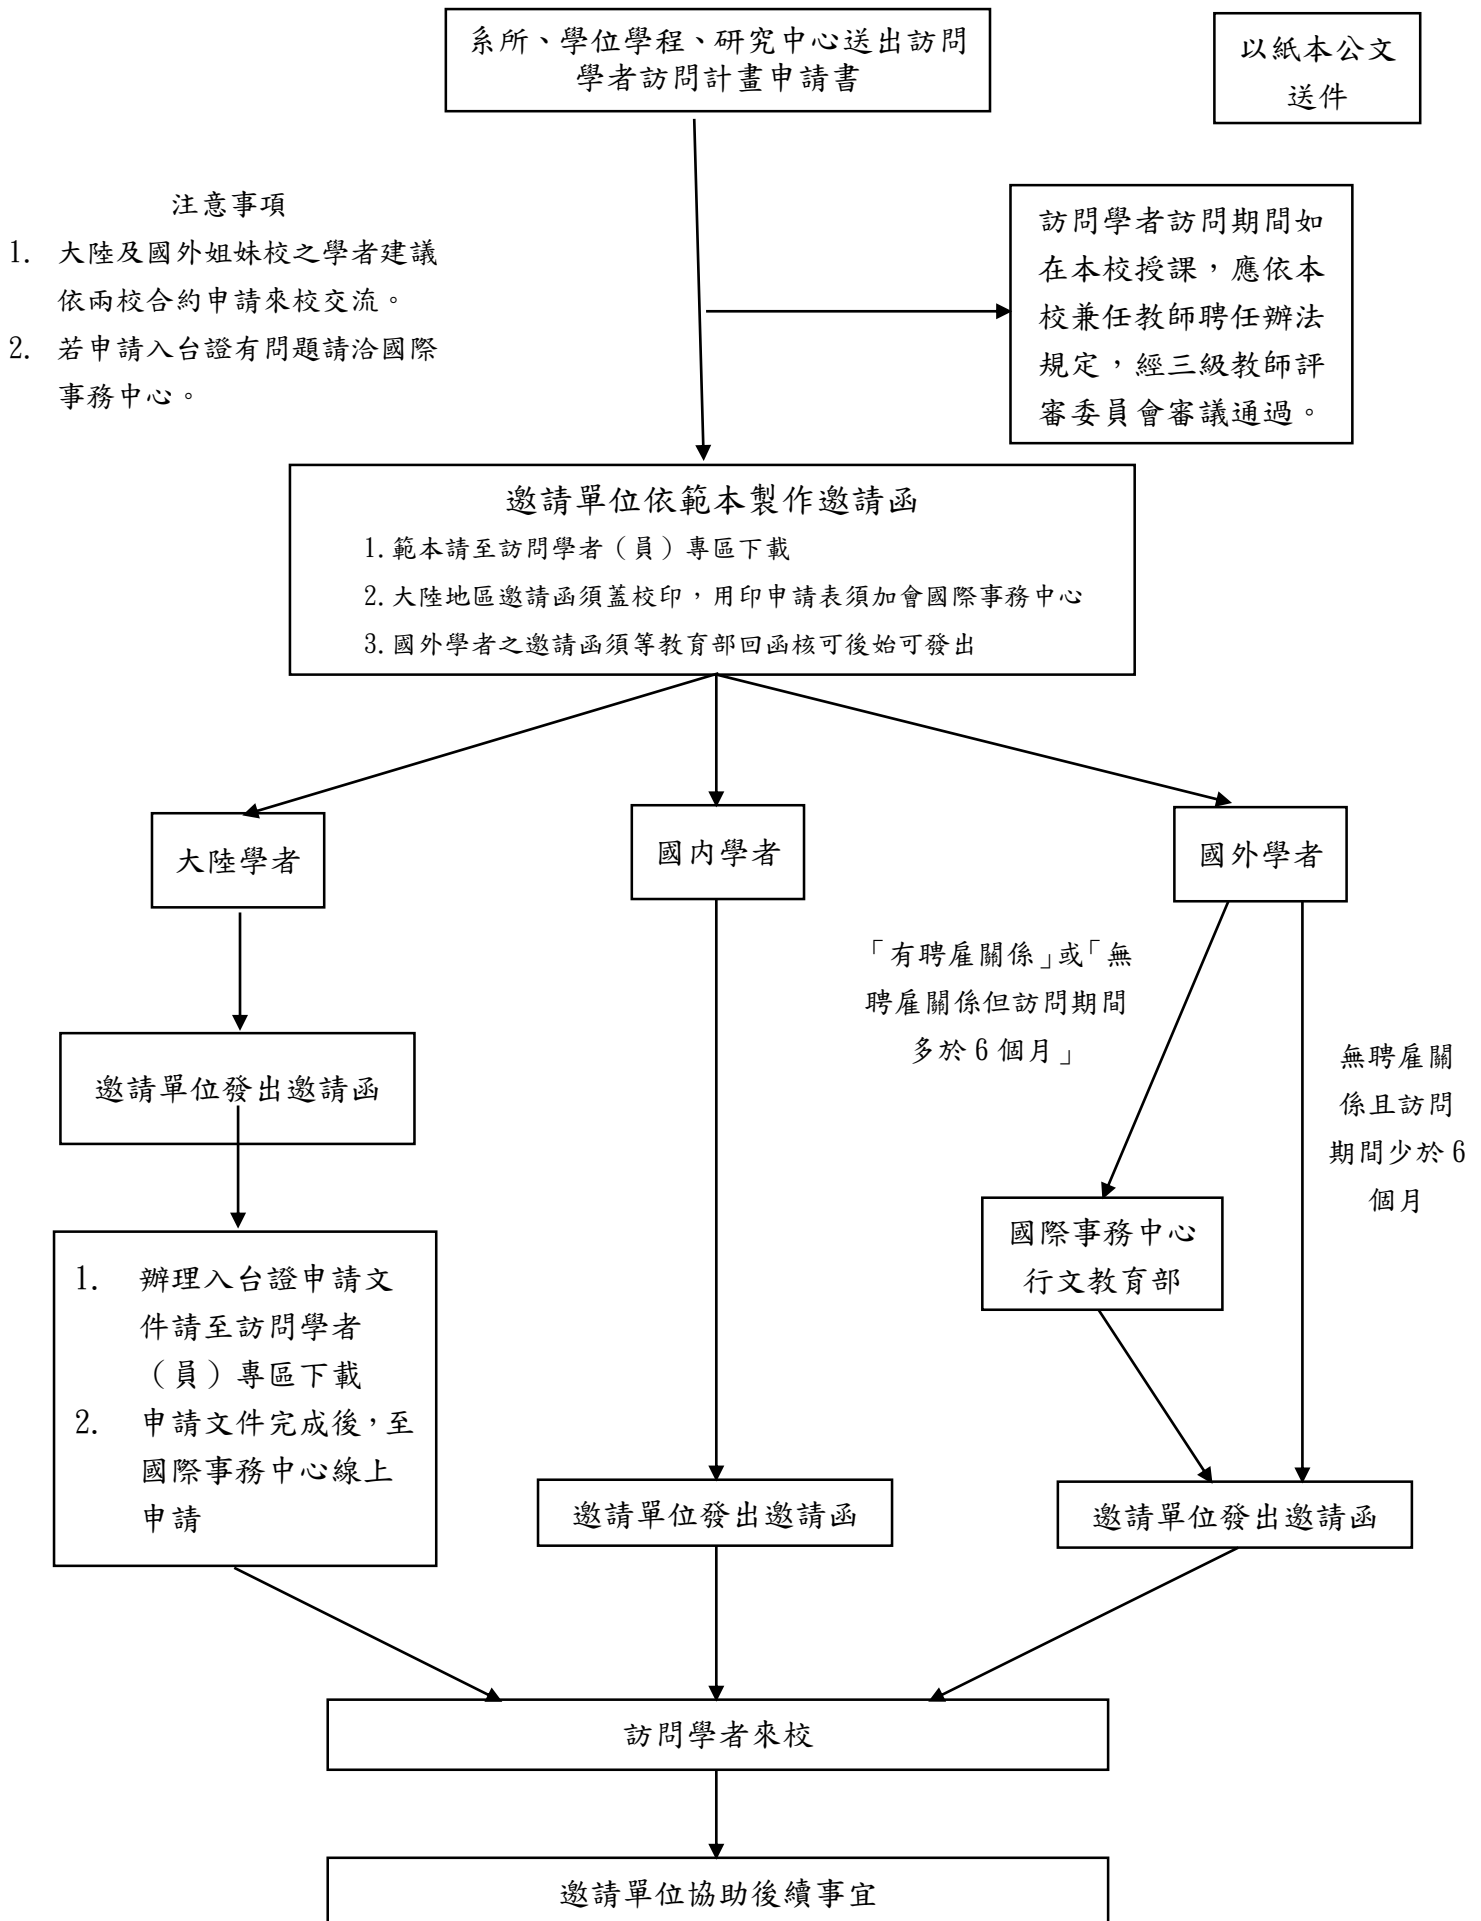 系所、學位學程、研究中心送出訪問
學者訪問計畫申請書
以紙本公文
送件
注意事項
1. 大陸及國外姐妹校之學者建議
依兩校合約申請來校交流。
2. 若申請入台證有問題請洽國際
事務中心。
訪問學者訪問期間如
在本校授課，應依本
校兼任教師聘任辦法
規定，經三級教師評
審委員會審議通過。
邀請單位依範本製作邀請函
1.範本請至訪問學者（員）專區下載
2.大陸地區邀請函須蓋校印，用印申請表須加會國際事務中心
3.國外學者之邀請函須等教育部回函核可後始可發出
大陸學者
國內學者
國外學者
「有聘雇關係」或「無
聘雇關係但訪問期間
多於 6 個月」
無聘雇關
係且訪問
期間少於 6
個月
邀請單位發出邀請函
國際事務中心
行文教育部
1. 辦理入台證申請文
件請至訪問學者
（員）專區下載
2. 申請文件完成後，至
國際事務中心線上
申請
邀請單位發出邀請函
邀請單位發出邀請函
訪問學者來校
邀請單位協助後續事宜